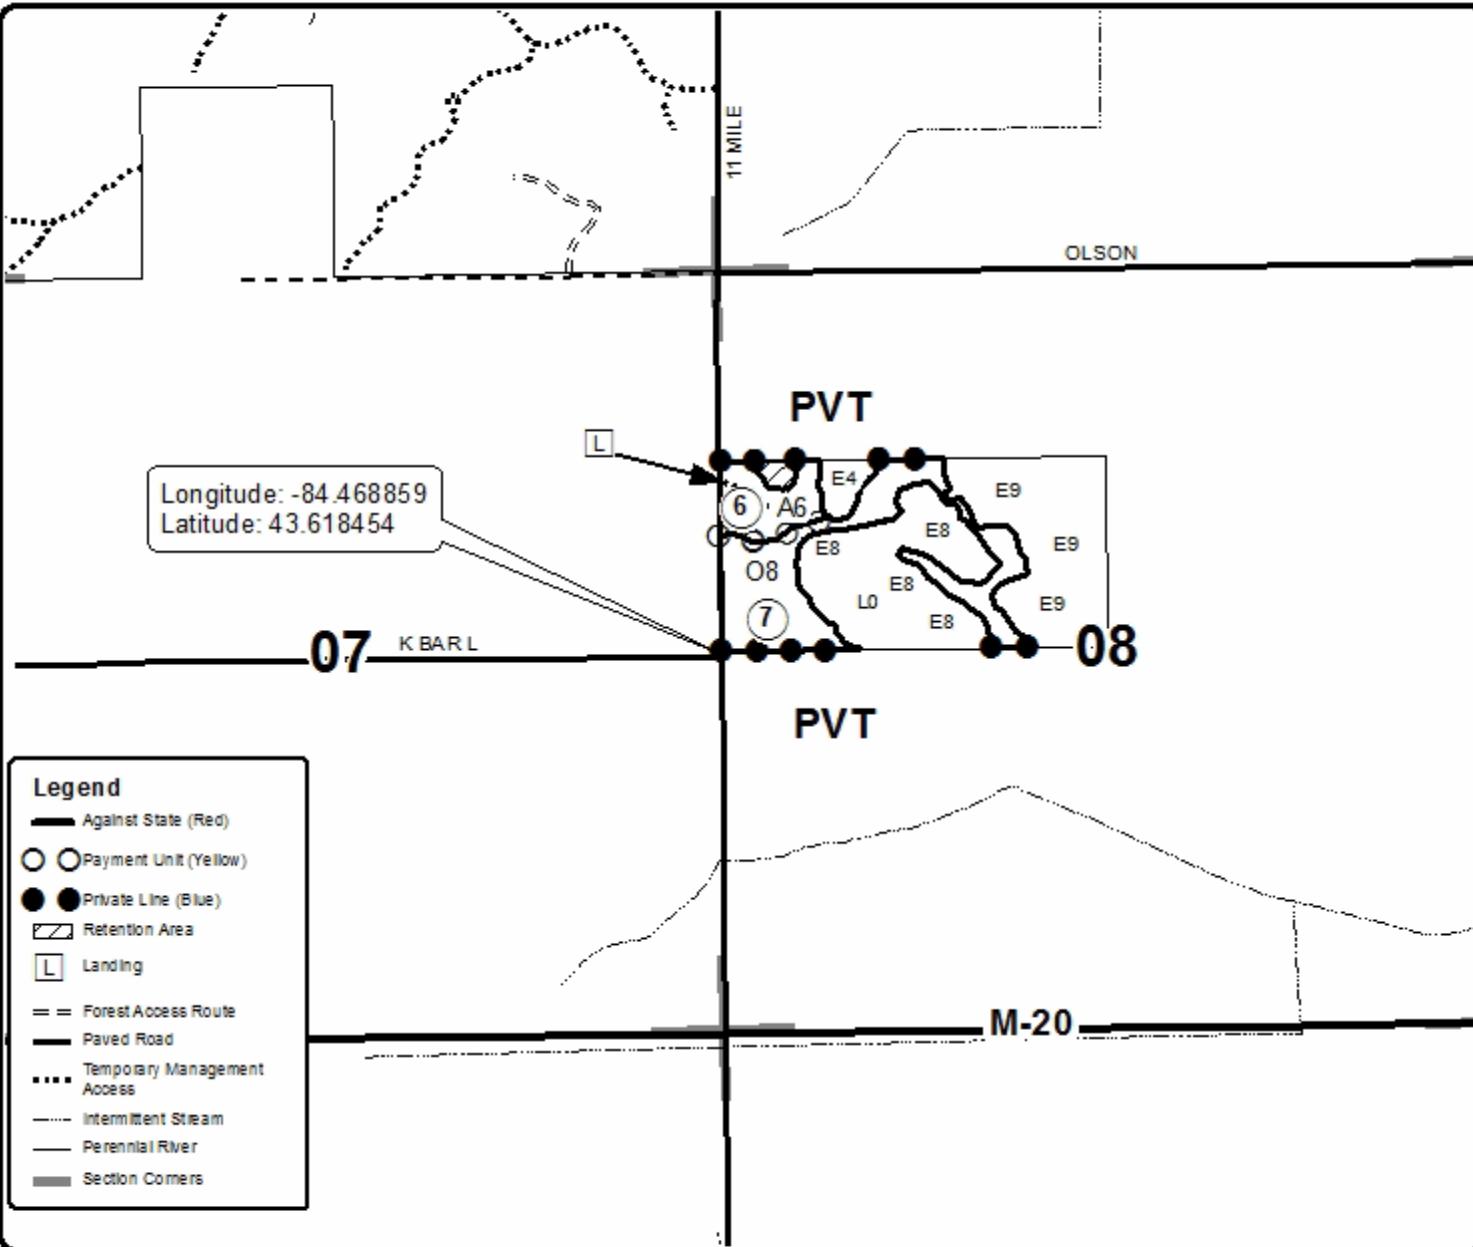 11 MILE
OLSON
PVT
L
Longitude: -84.468859
Latitude: 43.618454
E4
E9
6
A6
E8
E8
E9
O8
E8
L0
E9
7
E8
07
K BAR L
08
PVT
Legend
Against State (Red)
Payment Unit (Yellow)
Private Line (Blue)
Retention Area
L
Landing
Forest Access Route
Paved Road
Temporary Management
Access
Intermittent Stream
Perennial River
Section Corners
M-20